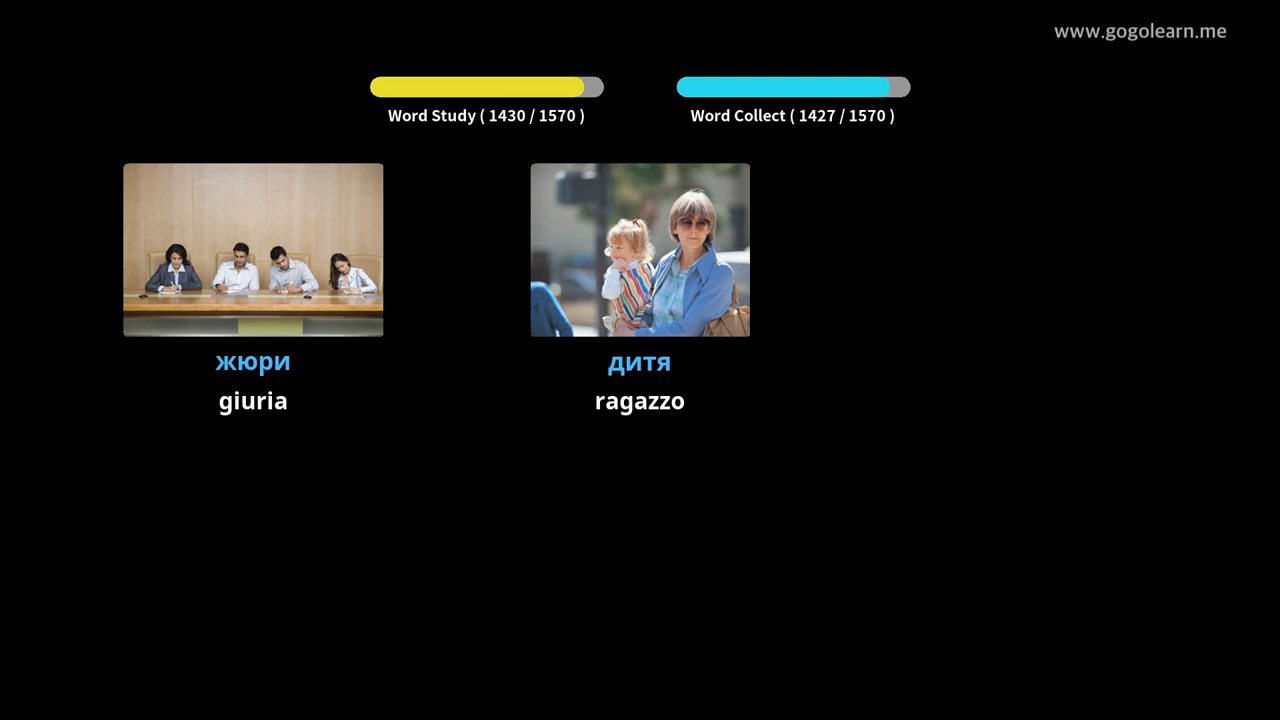 www.gogolearn.me
Word Study ( 1430 / 1570 )
Word Collect ( 1427 / 1570 )
жюри
giuria
дитя
ragazzo